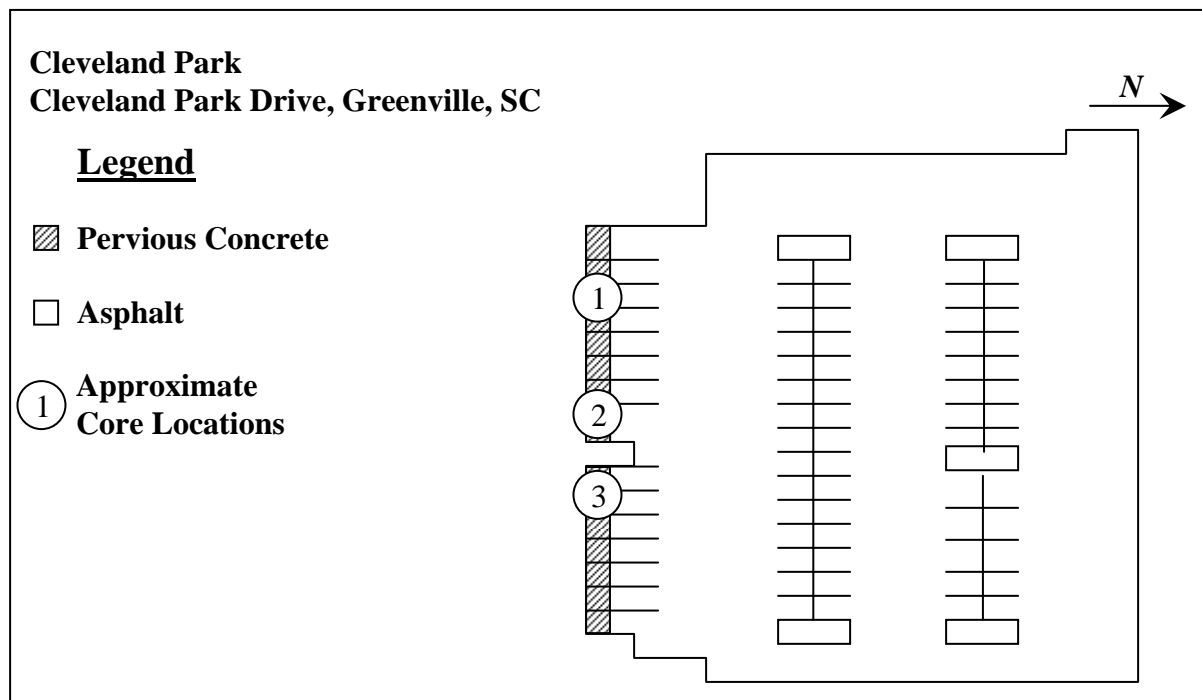 Cleveland Park
Cleveland Park Drive, Greenville, SC
N
Legend
Pervious Concrete
Asphalt
1 Approximate
Core Locations
1
2
3